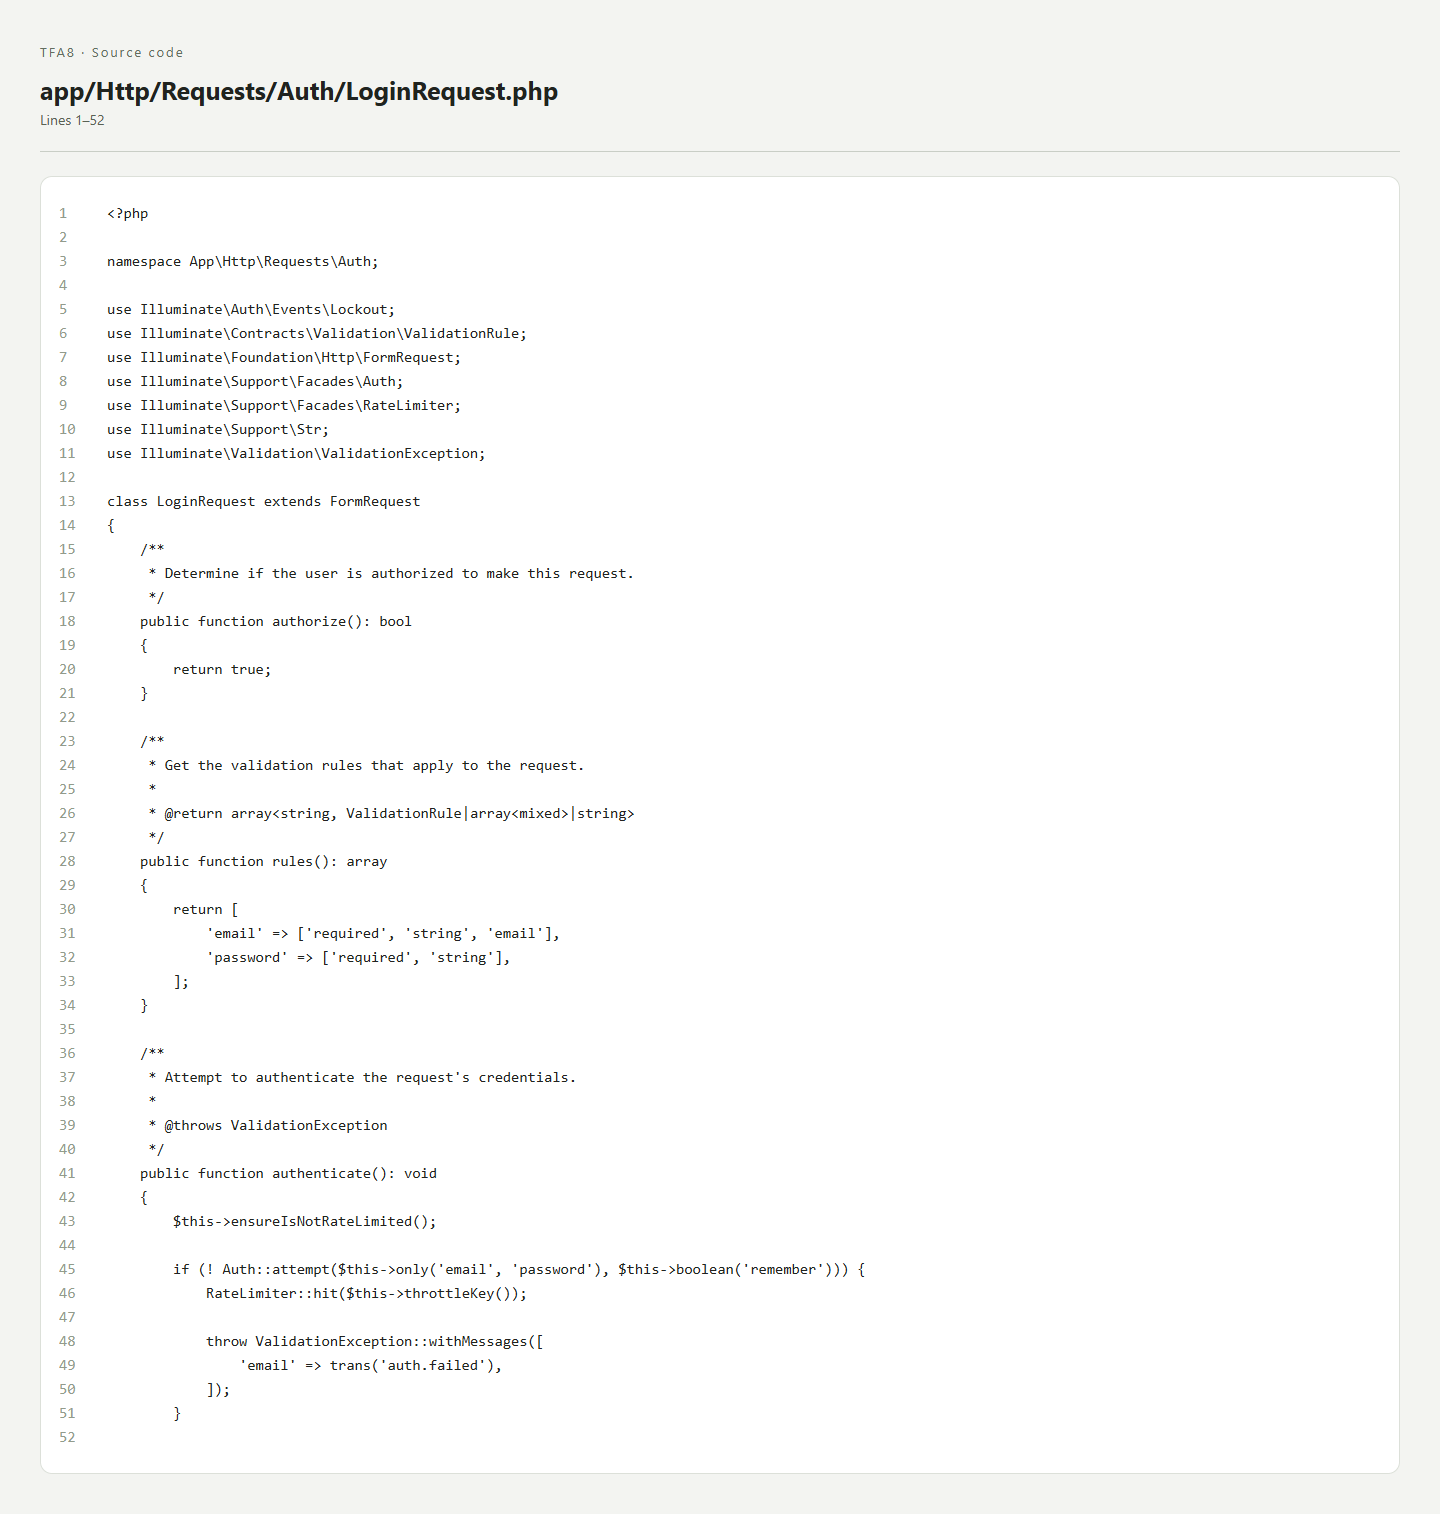 TFA8 · Source code
app/Http/Requests/Auth/LoginRequest.php
Lines 1–52
1 <?php
2
3 namespace App\Http\Requests\Auth;
4
5 use Illuminate\Auth\Events\Lockout;
6 use Illuminate\Contracts\Validation\ValidationRule;
7 use Illuminate\Foundation\Http\FormRequest;
8 use Illuminate\Support\Facades\Auth;
9 use Illuminate\Support\Facades\RateLimiter;
10 use Illuminate\Support\Str;
11 use Illuminate\Validation\ValidationException;
12
13 class LoginRequest extends FormRequest
14 {
15     /**
16      * Determine if the user is authorized to make this request.
17      */
18     public function authorize(): bool
19     {
20         return true;
21     }
22
23     /**
24      * Get the validation rules that apply to the request.
25      *
26      * @return array<string, ValidationRule|array<mixed>|string>
27      */
28     public function rules(): array
29     {
30         return [
31             'email' => ['required', 'string', 'email'],
32             'password' => ['required', 'string'],
33         ];
34     }
35
36     /**
37      * Attempt to authenticate the request's credentials.
38      *
39      * @throws ValidationException
40      */
41     public function authenticate(): void
42     {
43         $this->ensureIsNotRateLimited();
44
45         if (! Auth::attempt($this->only('email', 'password'), $this->boolean('remember'))) {
46             RateLimiter::hit($this->throttleKey());
47
48             throw ValidationException::withMessages([
49                 'email' => trans('auth.failed'),
50             ]);
51         }
52